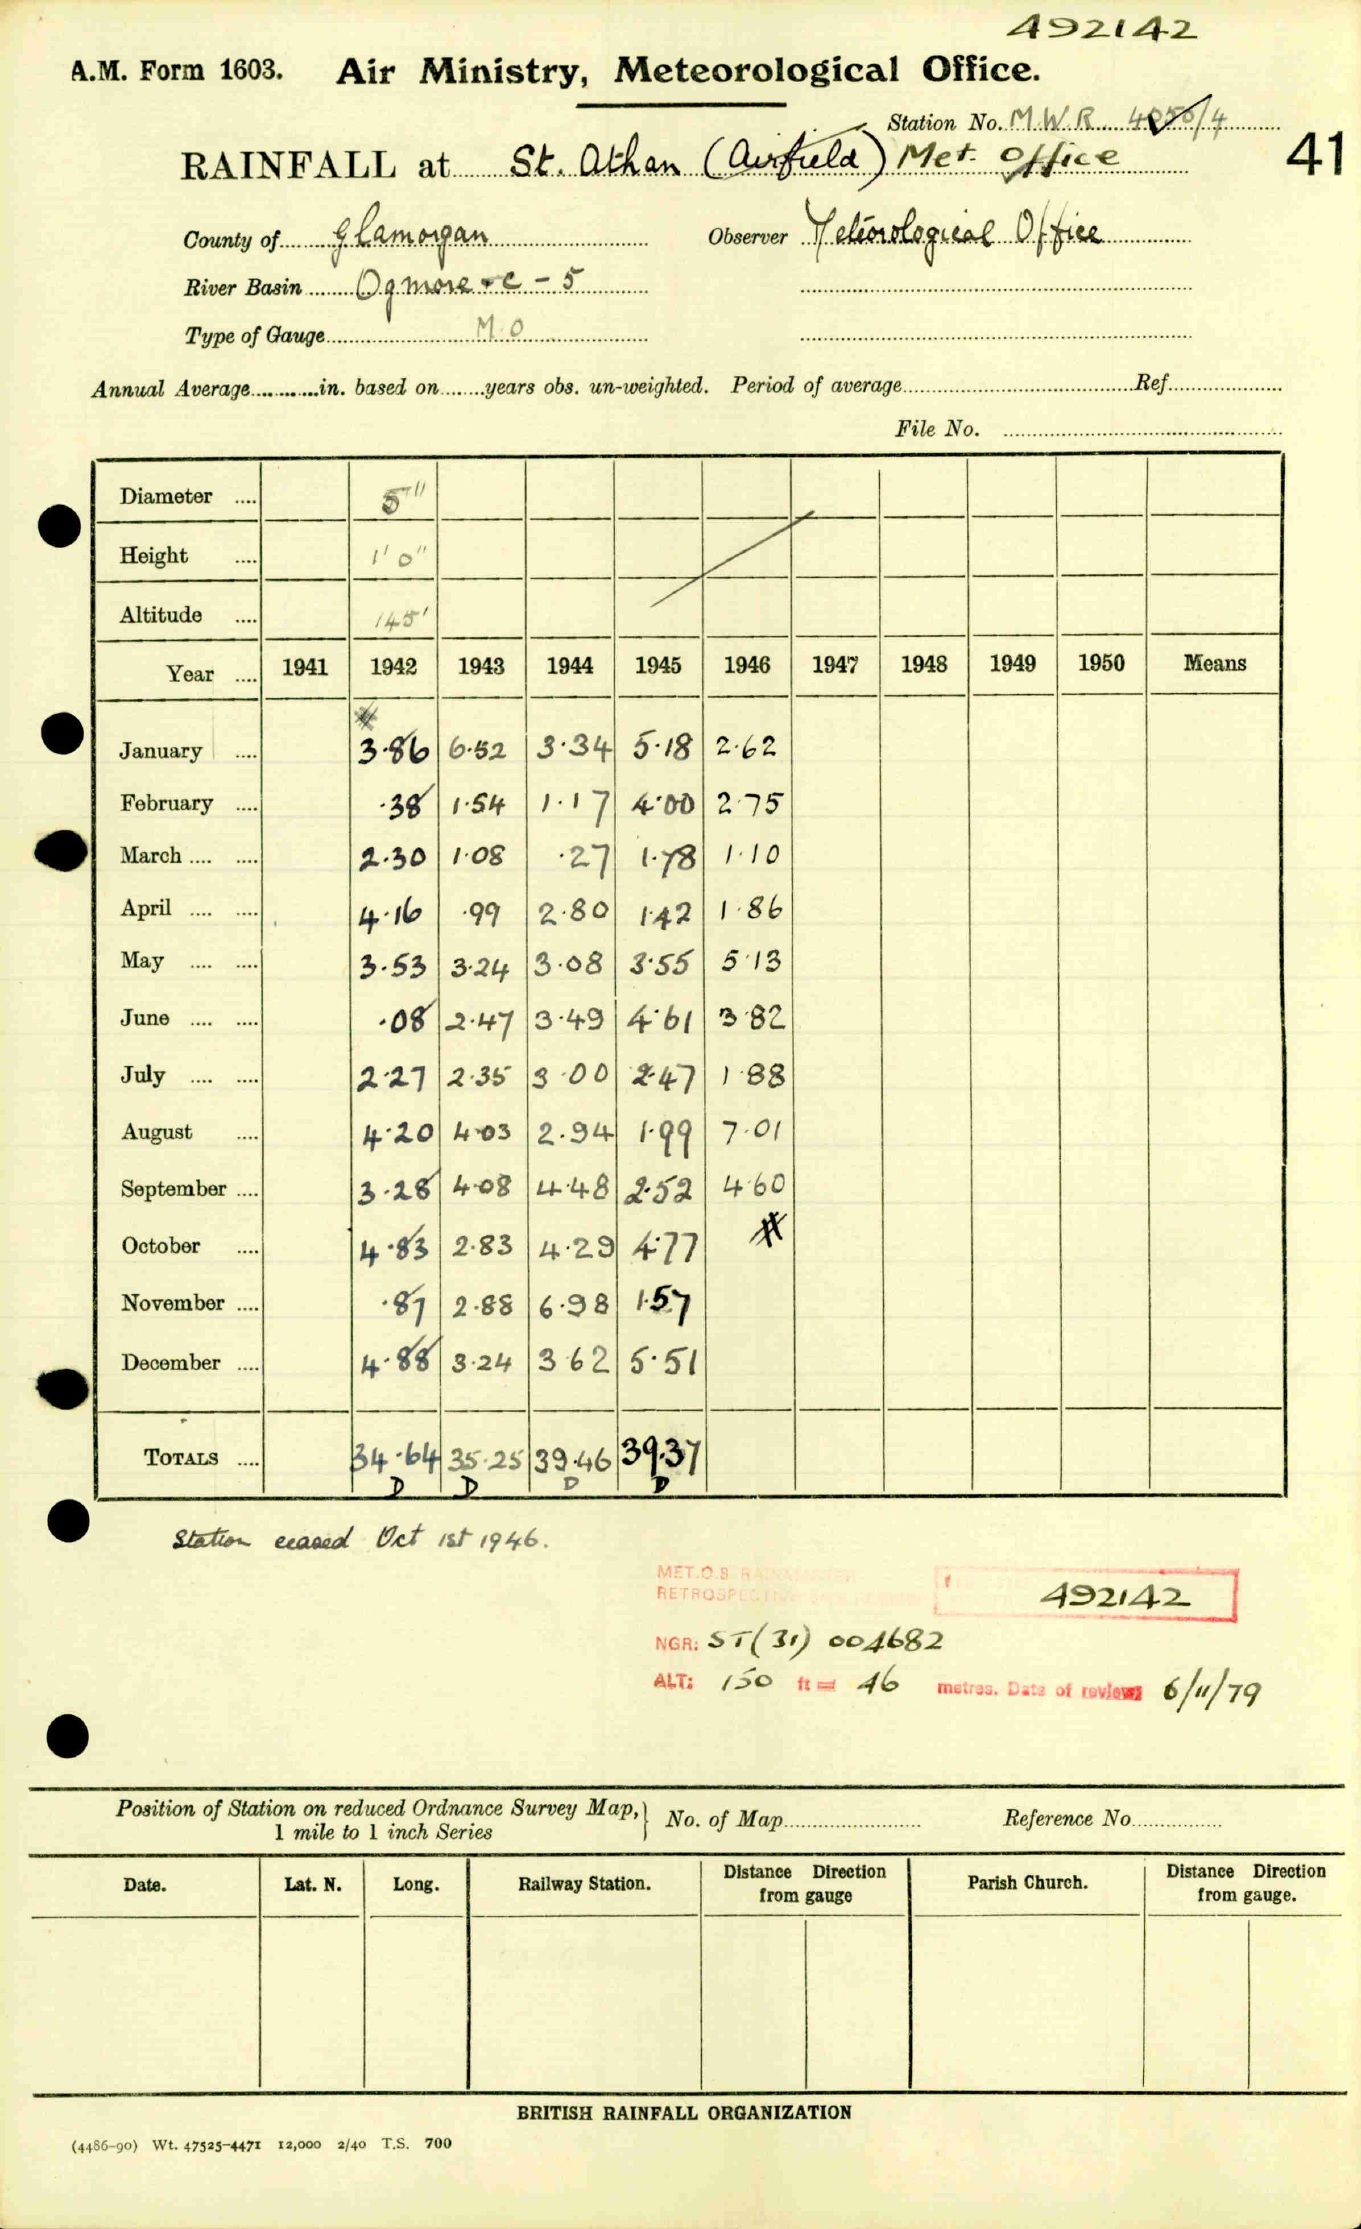 492142
A.M. Form 1603. Air Ministry, Meteorological Office.
Station No. M.W.R. 4050/4
RAINFALL at St. Athan (Airfield) Met. Office
41
County of Glamorgan Observer Meteorological Office
River Basin Ogmore - c - 5
Type of Gauge M.O
Annual Average in. based on years obs. un-weighted. Period of average Ref.
File No.
Diameter 5"
Height 1' 0"
Altitude 145'
Year 1941 1942 1943 1944 1945 1946 1947 1948 1949 1950 Means
January 3.86 6.52 3.34 5.18 2.62
February .38 1.54 1.17 4.00 2.75
March 2.30 1.08 .27 1.78 1.10
April 4.16 .99 2.80 1.42 1.86
May 3.53 3.24 3.08 3.55 5.13
June .08 2.47 3.49 4.61 3.82
July 2.27 2.35 3.00 2.47 1.88
August 4.20 4.03 2.94 1.99 7.01
September 3.28 4.08 4.48 2.52 4.60
October 4.83 2.83 4.29 4.77
November .87 2.88 6.98 1.57
December 4.88 3.24 3.62 5.51
TOTALS 34.64 35.25 39.46 39.37
D D D D
Station ceased Oct 1st 1946.
MET.O.8
RETROSPECTIVE
492142
NGR: ST (31) 004682
ALT: 150 ft = 46 metres. Date of review: 6/11/79
Position of Station on reduced Ordnance Survey Map, No. of Map Reference No.
1 mile to 1 inch Series
Date. Lat. N. Long. Railway Station. Distance Direction from gauge Parish Church. Distance Direction from gauge.
BRITISH RAINFALL ORGANIZATION
(4486-90) Wt. 47525-4471 12,000 2/40 T.S. 700